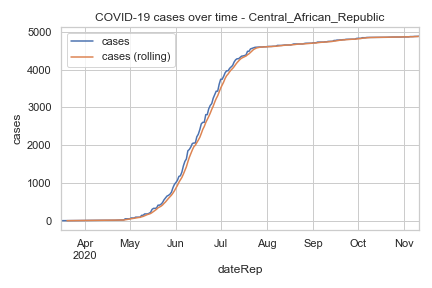 COVID-19 cases over time - Central_African_Republic
cases
cases (rolling)
5000
4000
3000
2000
1000
0
cases
Apr
2020
May
Jun
Jul
Aug
Sep
Oct
Nov
dateRep